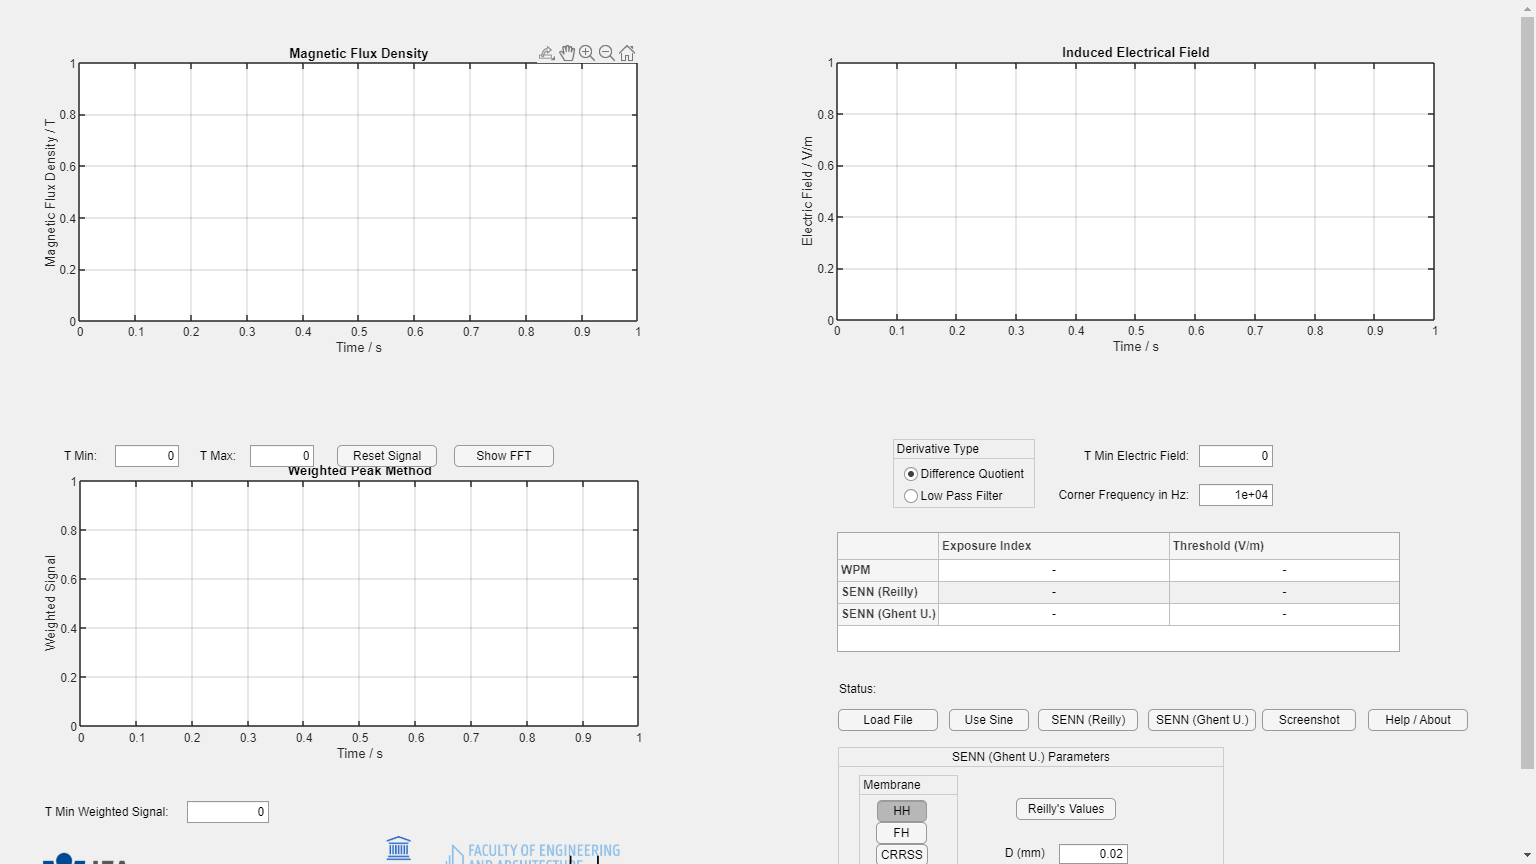 Magnetic Flux Density
1
0.8
0.6
0.4
0.2
0
Magnetic Flux Density / T
0 0.1 0.2 0.3 0.4 0.5 0.6 0.7 0.8 0.9 1
Time / s
Induced Electrical Field
1
0.8
0.6
0.4
0.2
0
Electric Field / V/m
0 0.1 0.2 0.3 0.4 0.5 0.6 0.7 0.8 0.9 1
Time / s
T Min: 0 T Max: 0 Reset Signal Show FFT
Weighted Peak Method
1
0.8
0.6
0.4
0.2
0
Weighted Signal
0 0.1 0.2 0.3 0.4 0.5 0.6 0.7 0.8 0.9 1
Time / s
T Min Weighted Signal: 0
IFA
FACULTY OF ENGINEERING
AND ARCHITECTURE
Derivative Type
Difference Quotient
Low Pass Filter
T Min Electric Field: 0
Corner Frequency in Hz: 1e+04
Exposure Index Threshold (V/m)
WPM - -
SENN (Reilly) - -
SENN (Ghent U.) - -
Status:
Load File Use Sine SENN (Reilly) SENN (Ghent U.) Screenshot Help / About
SENN (Ghent U.) Parameters
Membrane
HH
FH
CRRSS
Reilly's Values
D (mm) 0.02